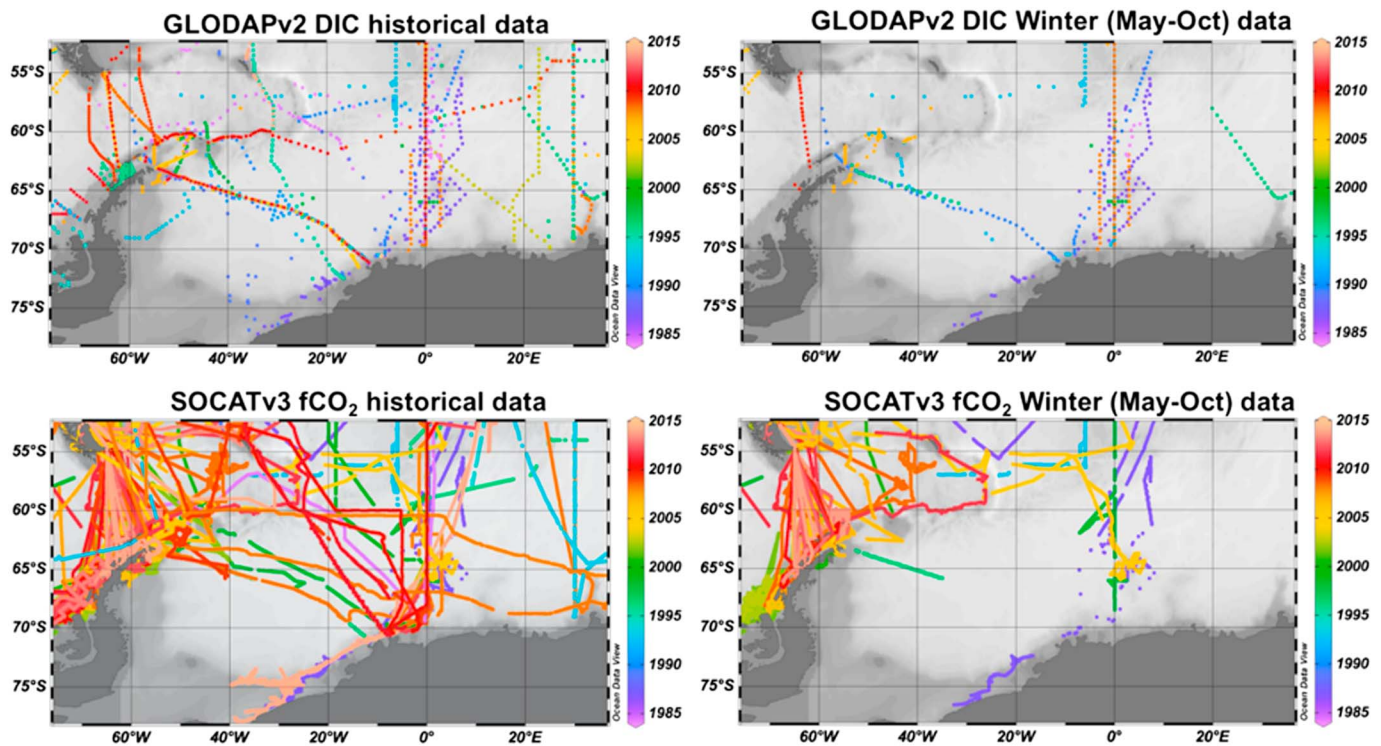 GLODAPv2 DIC historical data
55°S
60°S
65°S
70°S
75°S
60°W
40°W
20°W
0°
20°E
2015
2010
2005
2000
1995
1990
1985
Ocean Data View
GLODAPv2 DIC Winter (May-Oct) data
55°S
60°S
65°S
70°S
75°S
60°W
40°W
20°W
0°
20°E
2015
2010
2005
2000
1995
1990
1985
Ocean Data View
SOCATv3 fCO₂ historical data
55°S
60°S
65°S
70°S
75°S
60°W
40°W
20°W
0°
20°E
2015
2010
2005
2000
1995
1990
1985
Ocean Data View
SOCATv3 fCO₂ Winter (May-Oct) data
55°S
60°S
65°S
70°S
75°S
60°W
40°W
20°W
0°
20°E
2015
2010
2005
2000
1995
1990
1985
Ocean Data View